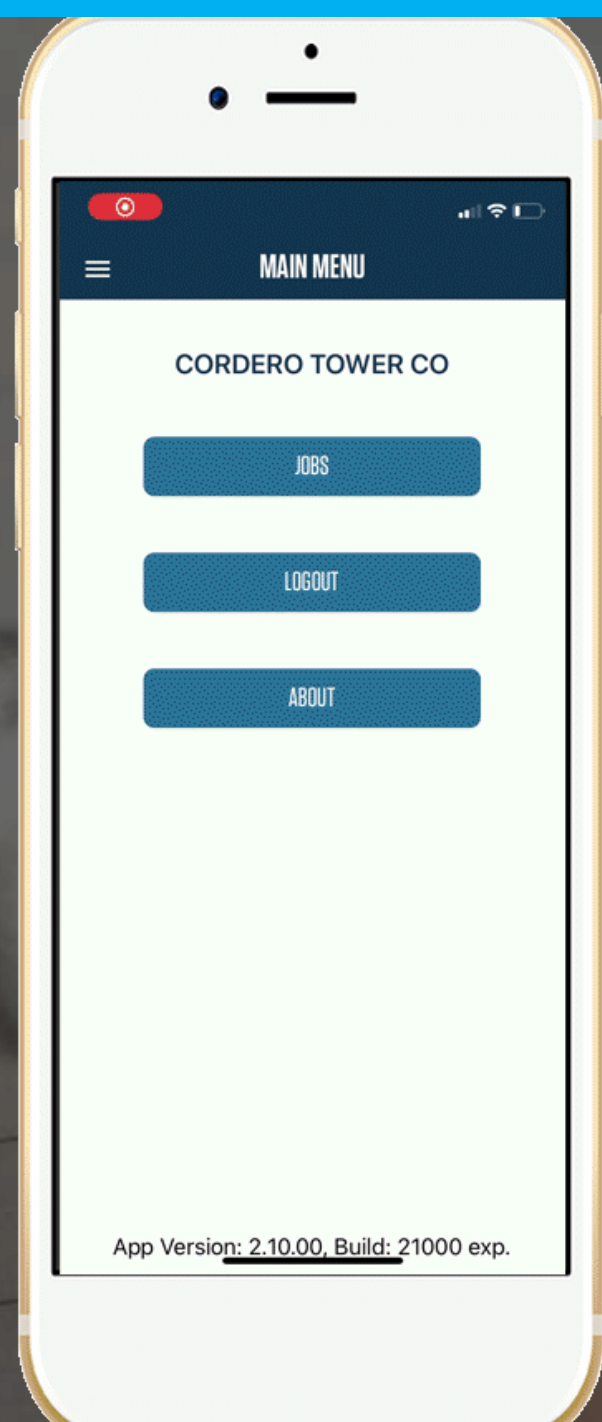 MAIN MENU
CORDERO TOWER CO
JOBS
LOGOUT
ABOUT
App Version: 2.10.00, Build: 21000 exp.